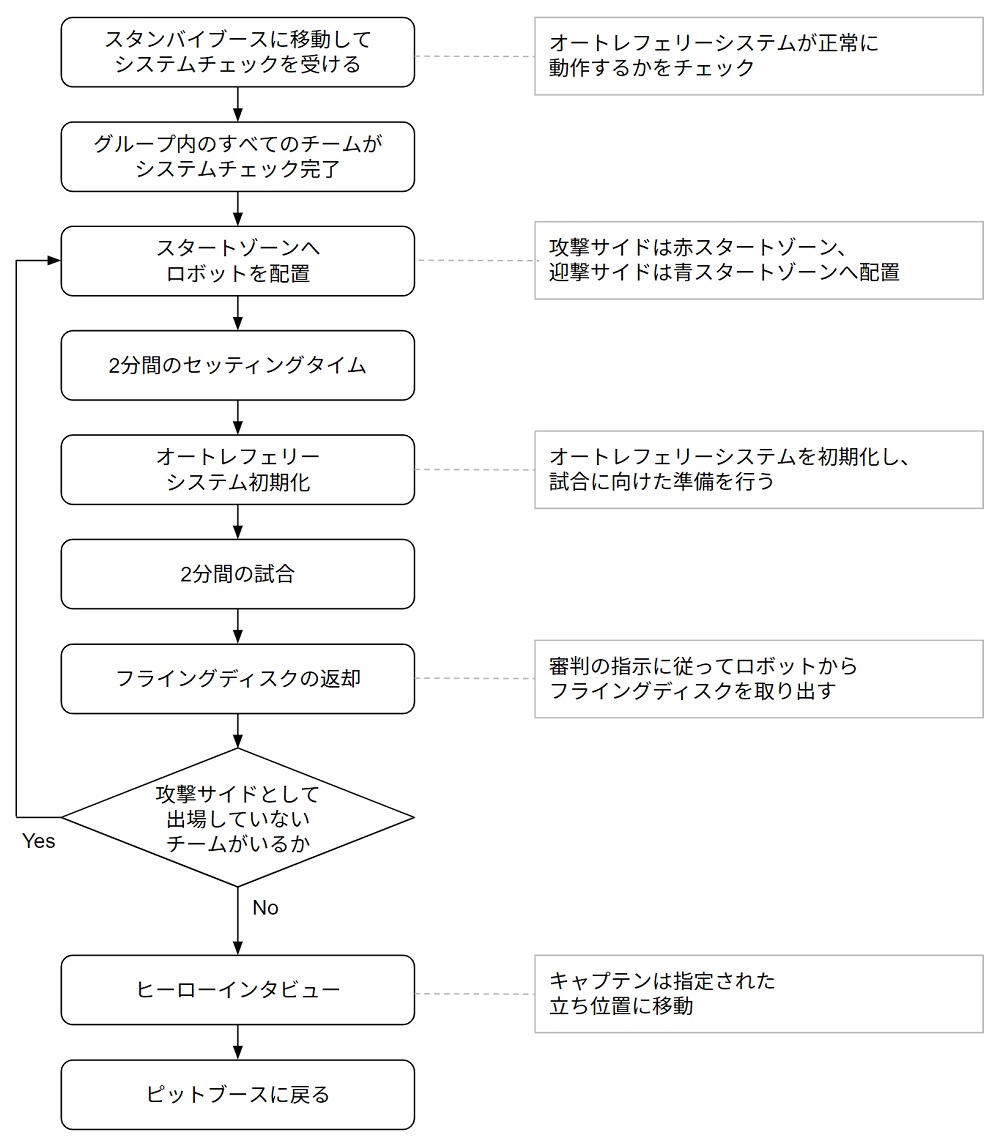 スタンバイブースに移動して
システムチェックを受ける
オートレフェリーシステムが正常に
動作するかをチェック
グループ内のすべてのチームが
システムチェック完了
スタートゾーンへ
ロボットを配置
攻撃サイドは赤スタートゾーン、
迎撃サイドは青スタートゾーンへ配置
2分間のセッティングタイム
オートレフェリー
システム初期化
オートレフェリーシステムを初期化し、
試合に向けた準備を行う
2分間の試合
フライングディスクの返却
審判の指示に従ってロボットから
フライングディスクを取り出す
攻撃サイドとして
出場していない
チームがいるか
Yes
No
ヒーローインタビュー
キャプテンは指定された
立ち位置に移動
ピットブースに戻る